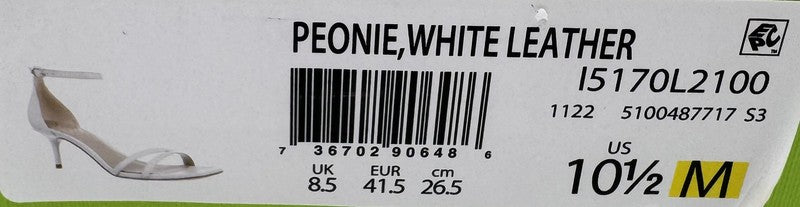 PEONIE,WHITE LEATHER
EPC™
I5170L2100
1122 5100487717 S3
7 36702 90648 6
UK EUR cm
8.5 41.5 26.5
US
10½ M